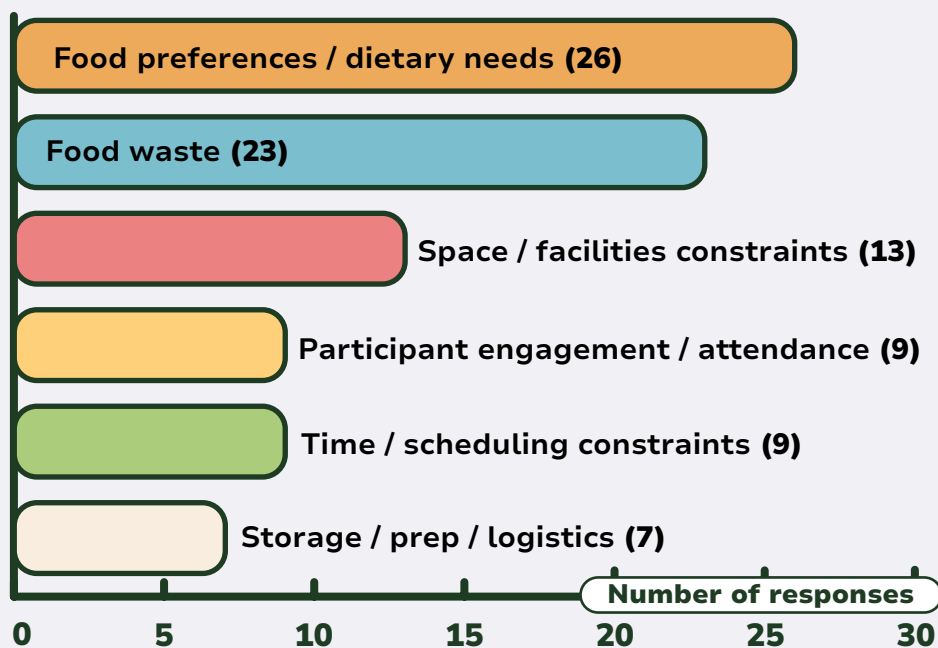 Food preferences / dietary needs (26)
Food waste (23)
Space / facilities constraints (13)
Participant engagement / attendance (9)
Time / scheduling constraints (9)
Storage / prep / logistics (7)
Number of responses
0 5 10 15 20 25 30